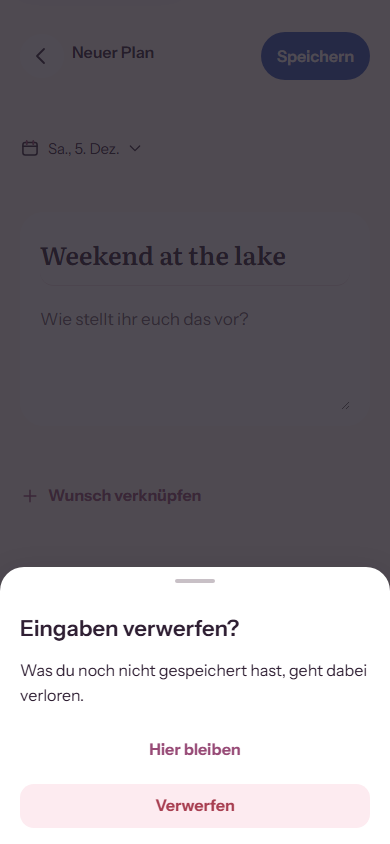 Neuer Plan
Speichern
Sa., 5. Dez.
Weekend at the lake
Wie stellt ihr euch das vor?
Wunsch verknüpfen
Eingaben verwerfen?
Was du noch nicht gespeichert hast, geht dabei
verloren.
Hier bleiben
Verwerfen